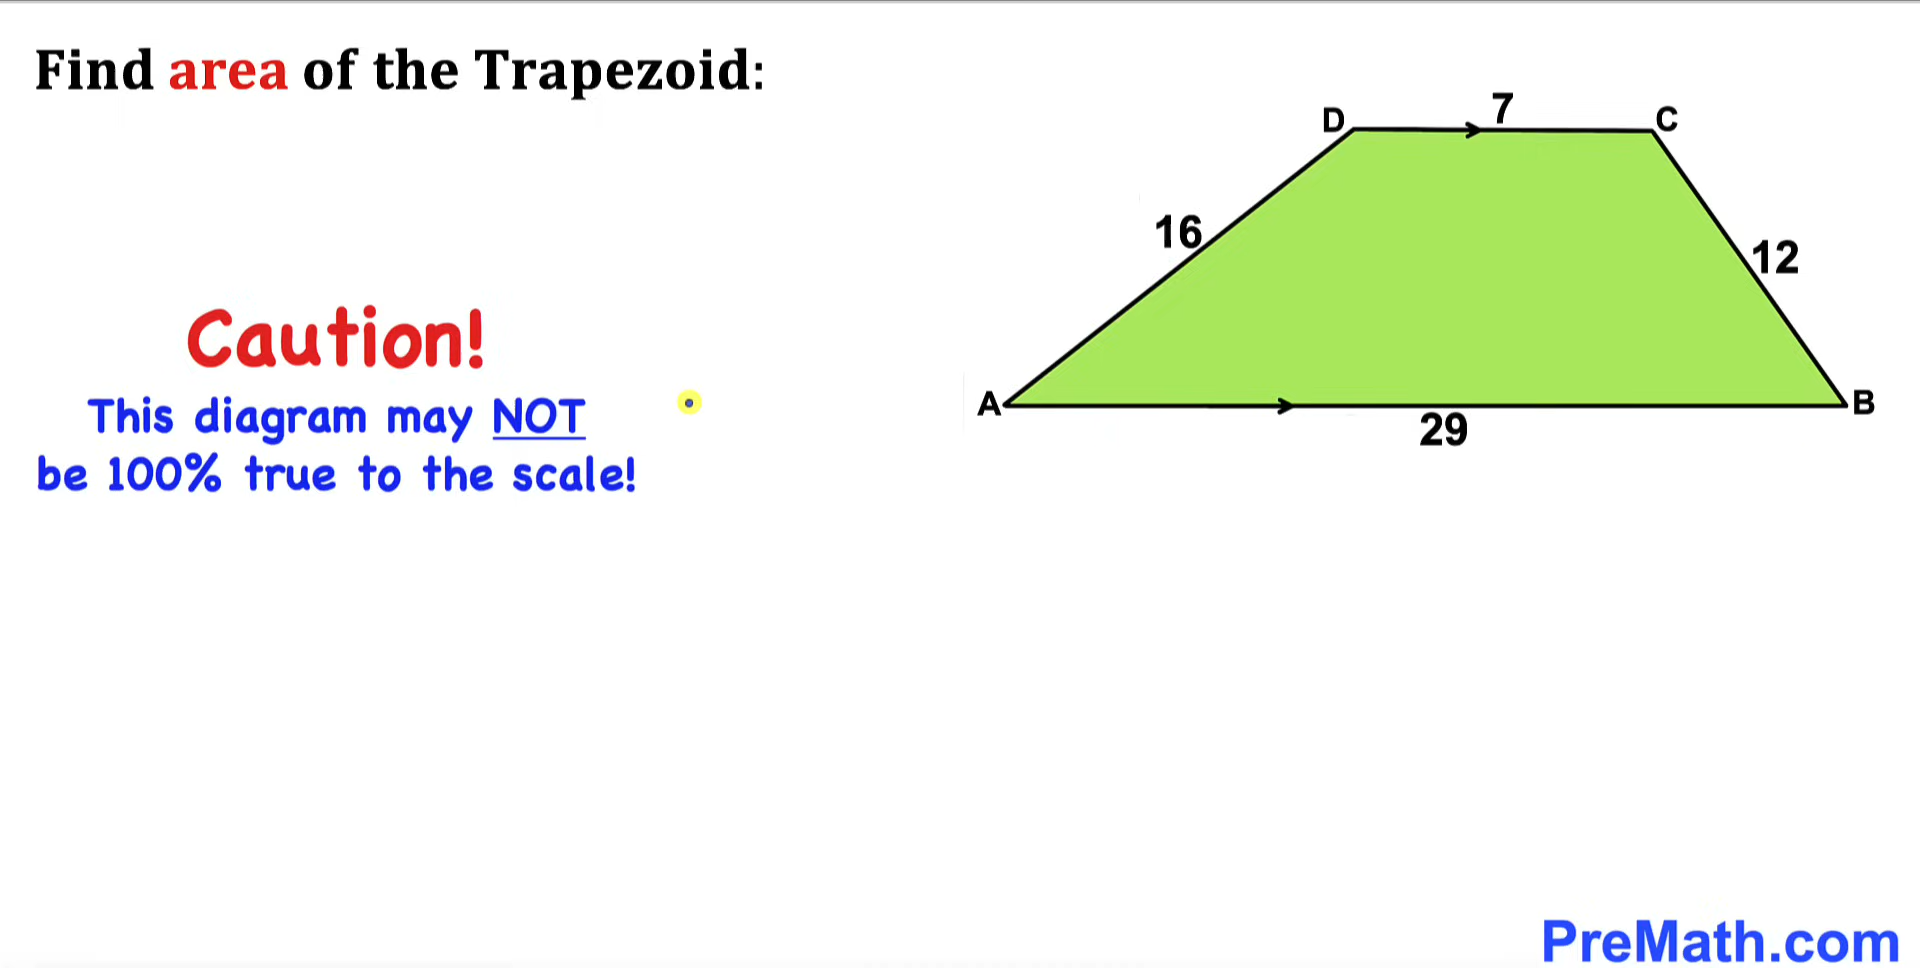 Find area of the Trapezoid:
D
7
C
16
12
Caution!
This diagram may NOT
be 100% true to the scale!
A
B
29
PreMath.com